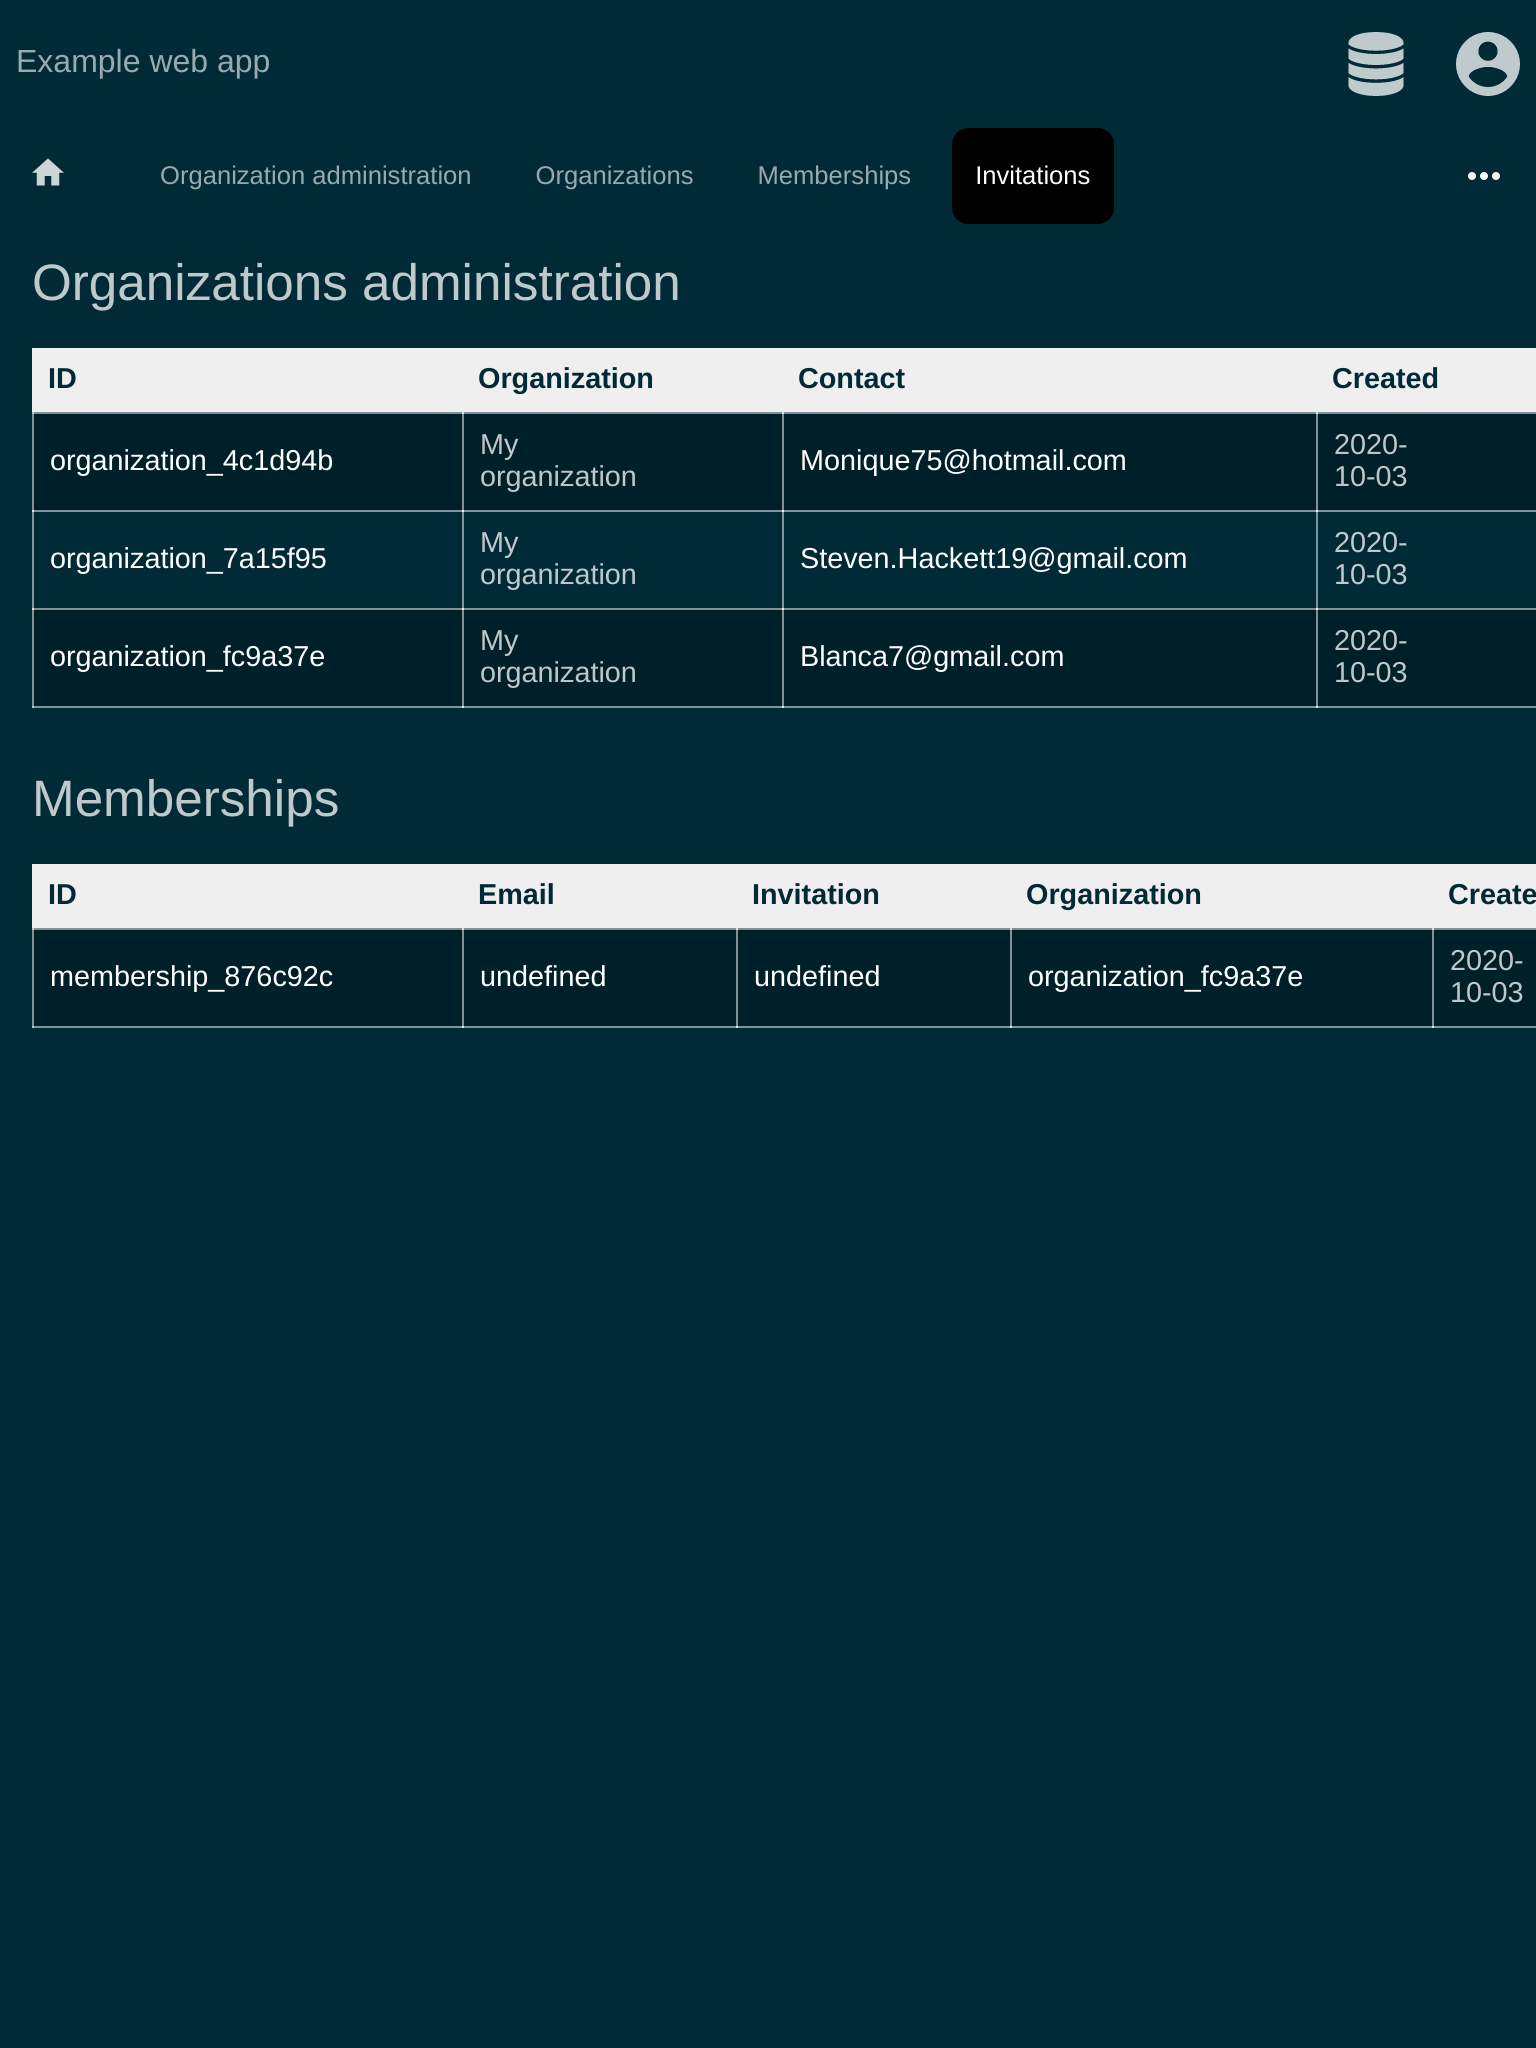 Example web app
Organization administration Organizations Memberships Invitations
Organizations administration
ID Organization Contact Created
organization_4c1d94b My organization Monique75@hotmail.com 2020-10-03
organization_7a15f95 My organization Steven.Hackett19@gmail.com 2020-10-03
organization_fc9a37e My organization Blanca7@gmail.com 2020-10-03
Memberships
ID Email Invitation Organization Create
membership_876c92c undefined undefined organization_fc9a37e 2020-10-03